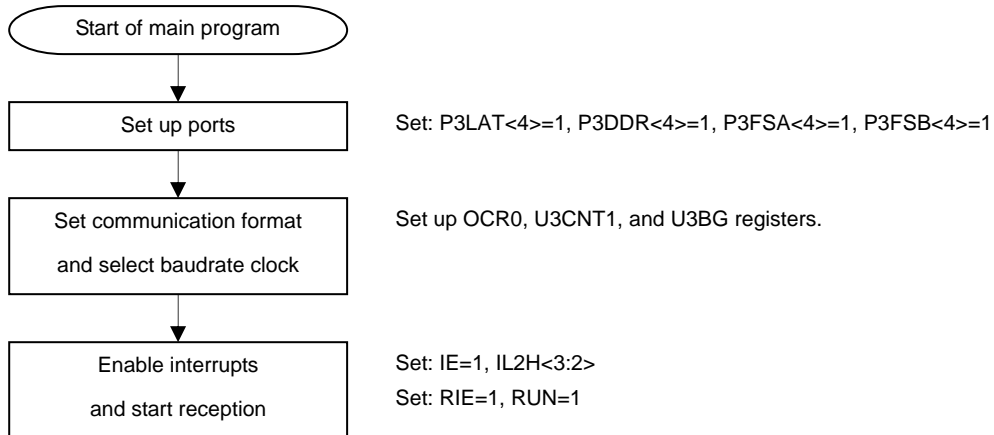 Start of main program
Set up ports
Set: P3LAT<4>=1, P3DDR<4>=1, P3FSA<4>=1, P3FSB<4>=1
Set communication format
and select baudrate clock
Set up OCR0, U3CNT1, and U3BG registers.
Enable interrupts
and start reception
Set: IE=1, IL2H<3:2>
Set: RIE=1, RUN=1